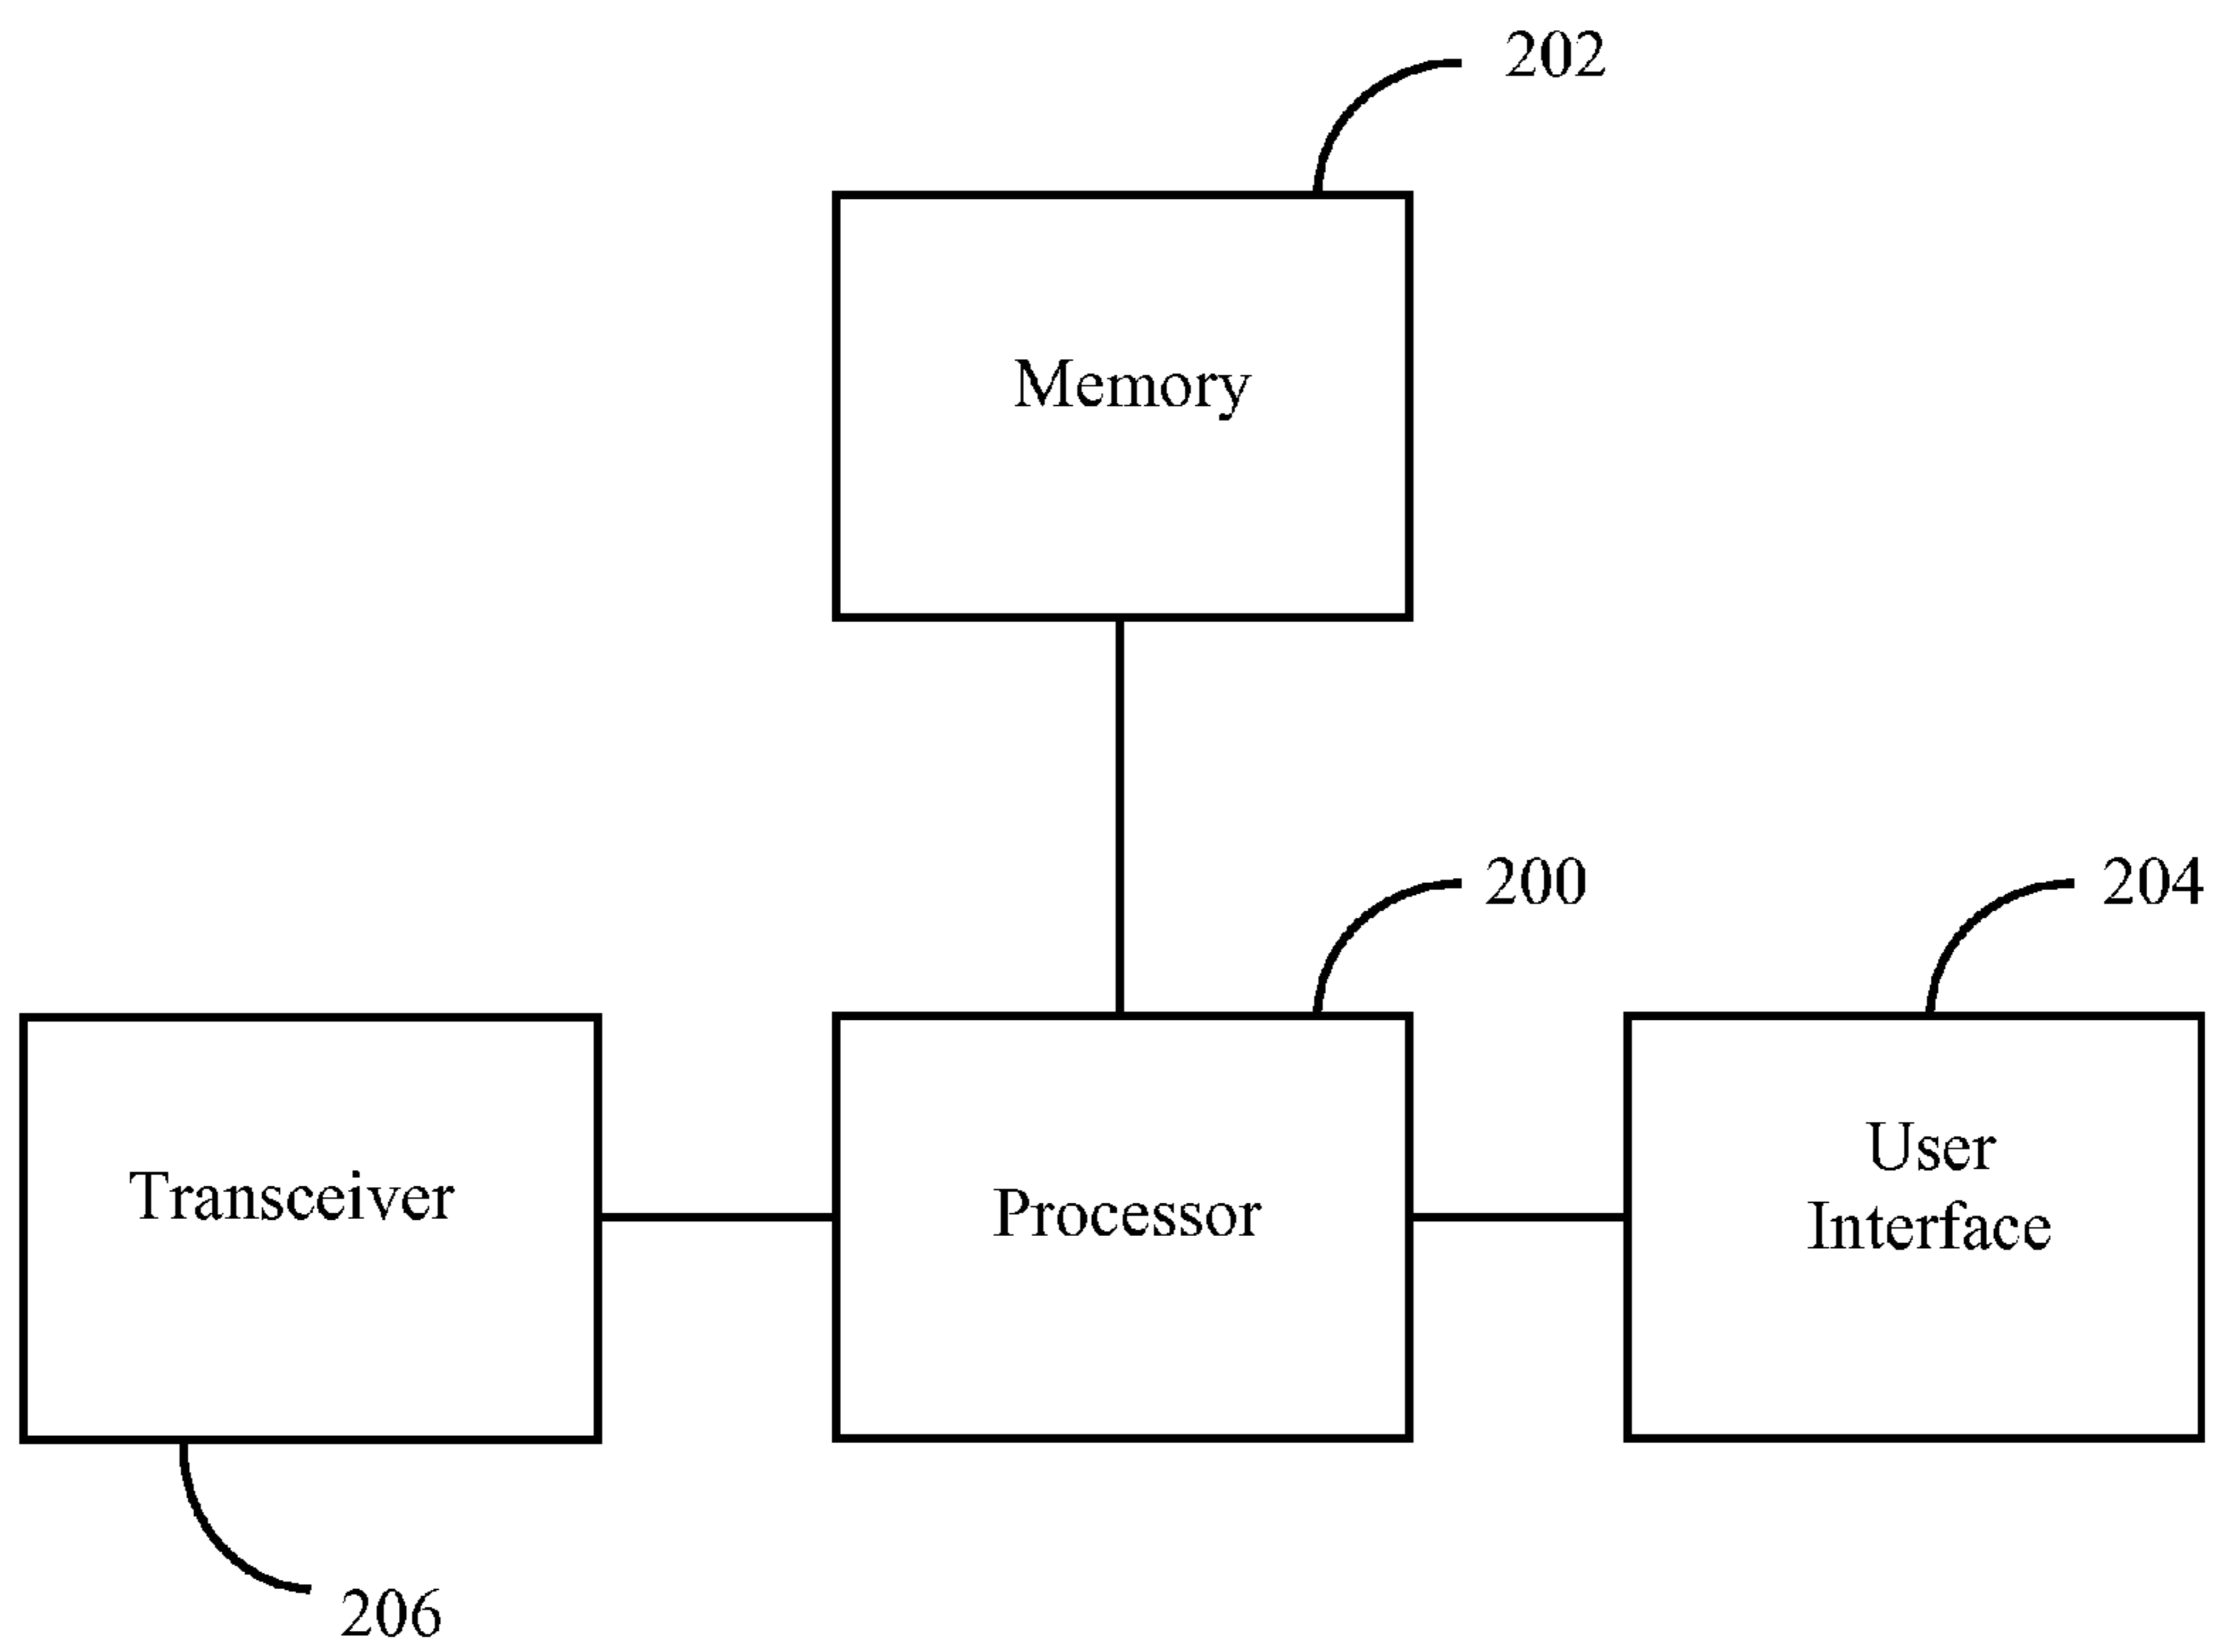 202
Memory
200
204
Transceiver
Processor
User
Interface
206